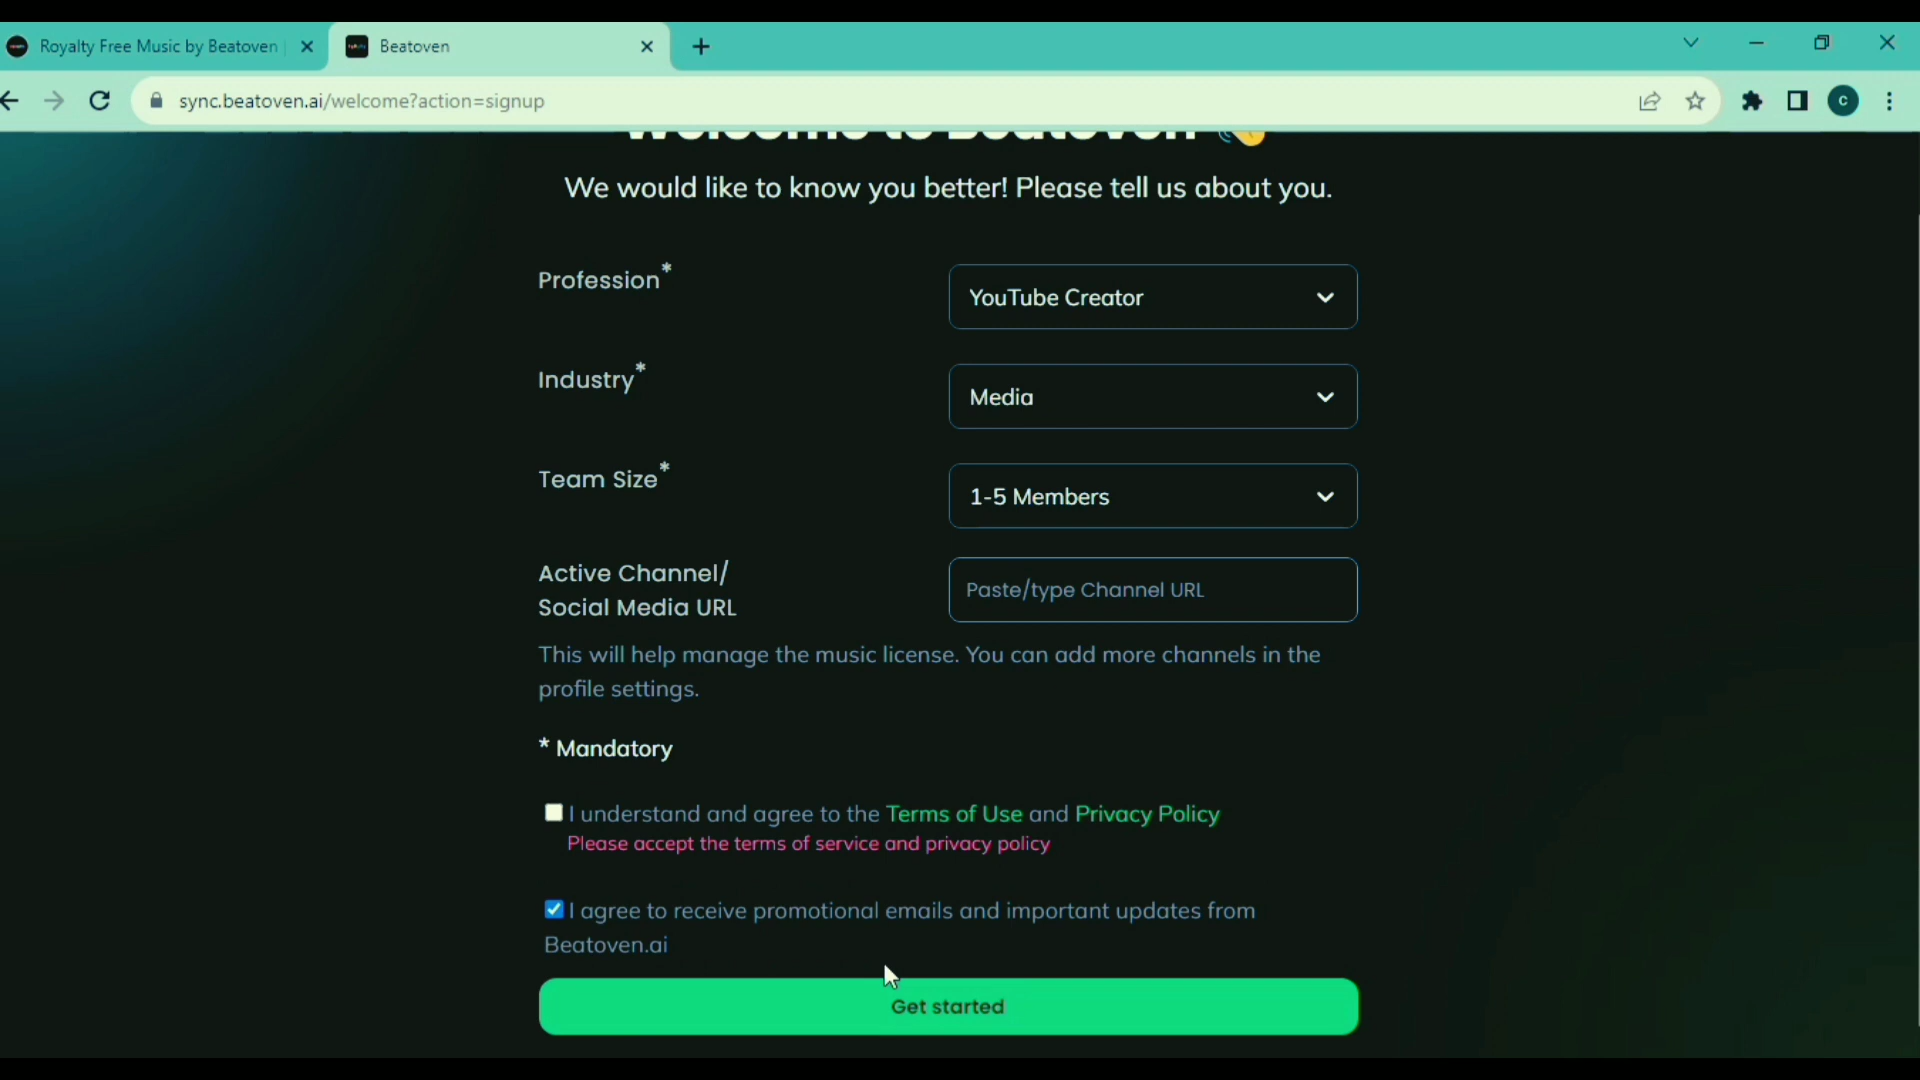 Royalty Free Music by Beatoven
Beatoven
sync.beatoven.ai/welcome?action=signup
C
Welcome to Beatoven
We would like to know you better! Please tell us about you.
Profession*
YouTube Creator
Industry*
Media
Team Size*
1-5 Members
Active Channel/
Social Media URL
Paste/type Channel URL
This will help manage the music license. You can add more channels in the
profile settings.
* Mandatory
I understand and agree to the Terms of Use and Privacy Policy
Please accept the terms of service and privacy policy
I agree to receive promotional emails and important updates from
Beatoven.ai
Get started